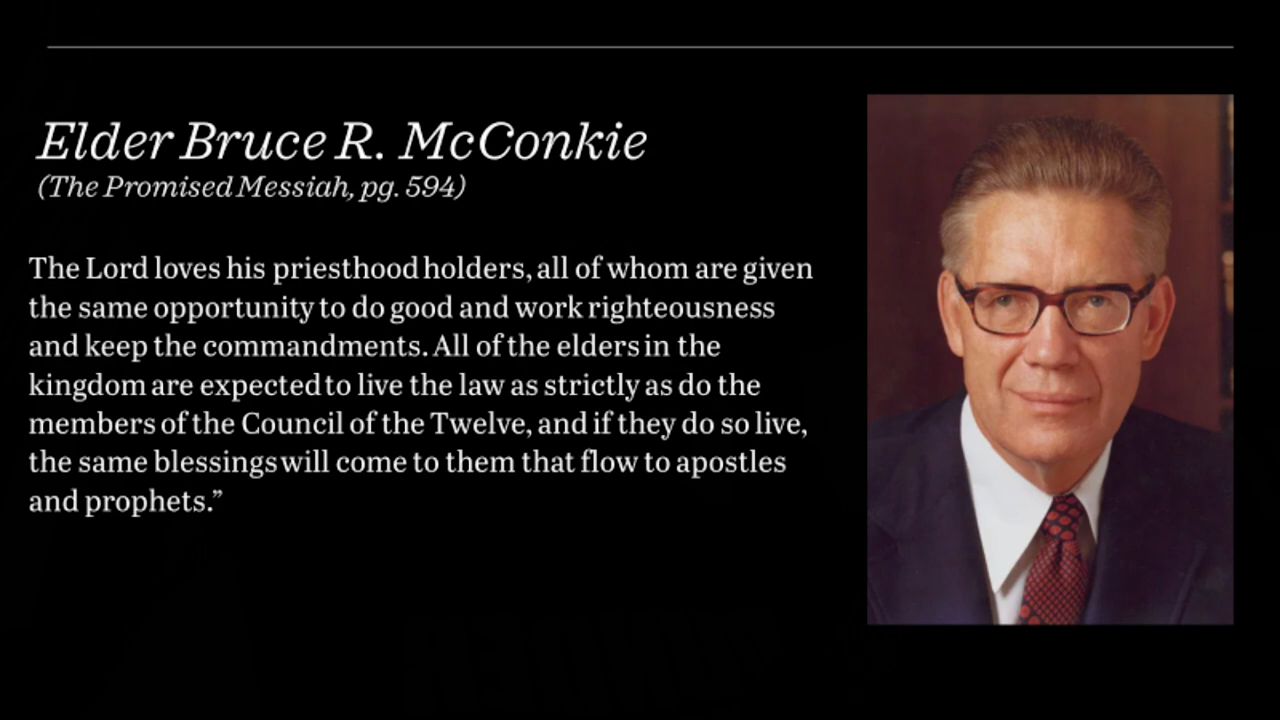 Elder Bruce R. McConkie
(The Promised Messiah, pg. 594)
The Lord loves his priesthood holders, all of whom are given
the same opportunity to do good and work righteousness
and keep the commandments. All of the elders in the
kingdom are expected to live the law as strictly as do the
members of the Council of the Twelve, and if they do so live,
the same blessings will come to them that flow to apostles
and prophets.”